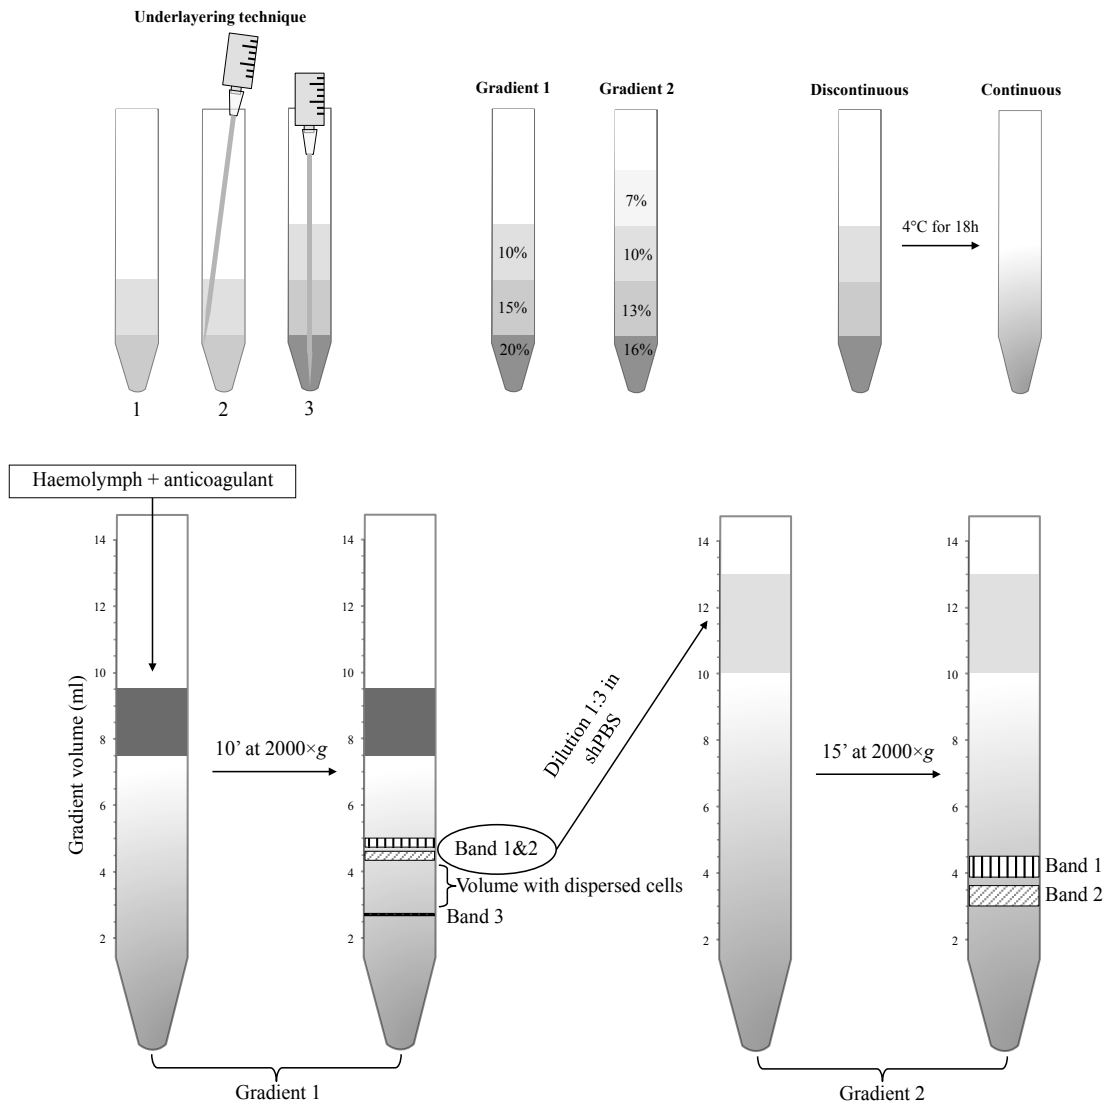 Underlayering technique
1
2
3
Gradient 1
Gradient 2
10%
15%
20%
7%
10%
13%
16%
Discontinuous
Continuous
4°C for 18h
Haemolymph + anticoagulant
Gradient volume (ml)
14
12
10
8
6
4
2
10’ at 2000×g
14
12
10
8
6
4
2
Band 1&2
Volume with dispersed cells
Band 3
Gradient 1
Dilution 1:3 in
shPBS
14
12
10
8
6
4
2
15’ at 2000×g
14
12
10
8
6
4
2
Band 1
Band 2
Gradient 2